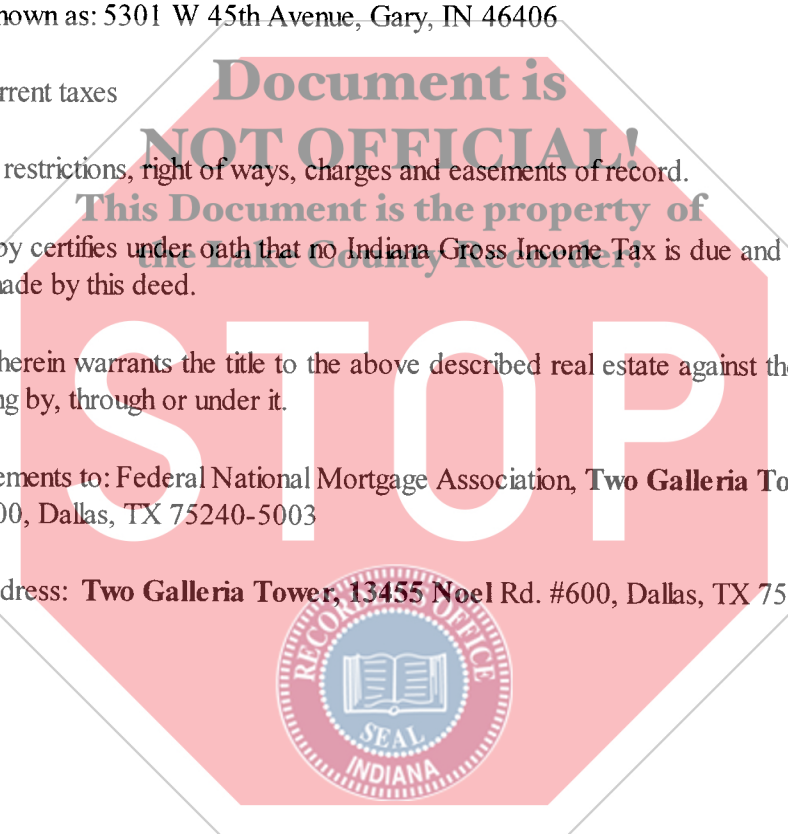 nown as: 5301 W 45th Avenue, Gary, IN 46406
Document is
rrent taxes
NOT OFFICIAL!
restrictions, right of ways, charges and easements of record.
This Document is the property of
by certifies under oath that no Indiana Gross Income Tax is due and
the Lake County Recorder!
ade by this deed.
STOP
herein warrants the title to the above described real estate against the
ng by, through or under it.
ements to: Federal National Mortgage Association, Two Galleria To
00, Dallas, TX 75240-5003
dress: Two Galleria Tower, 13455 Noel Rd. #600, Dallas, TX 75
RECORDER'S OFFICE
SEAL
INDIANA